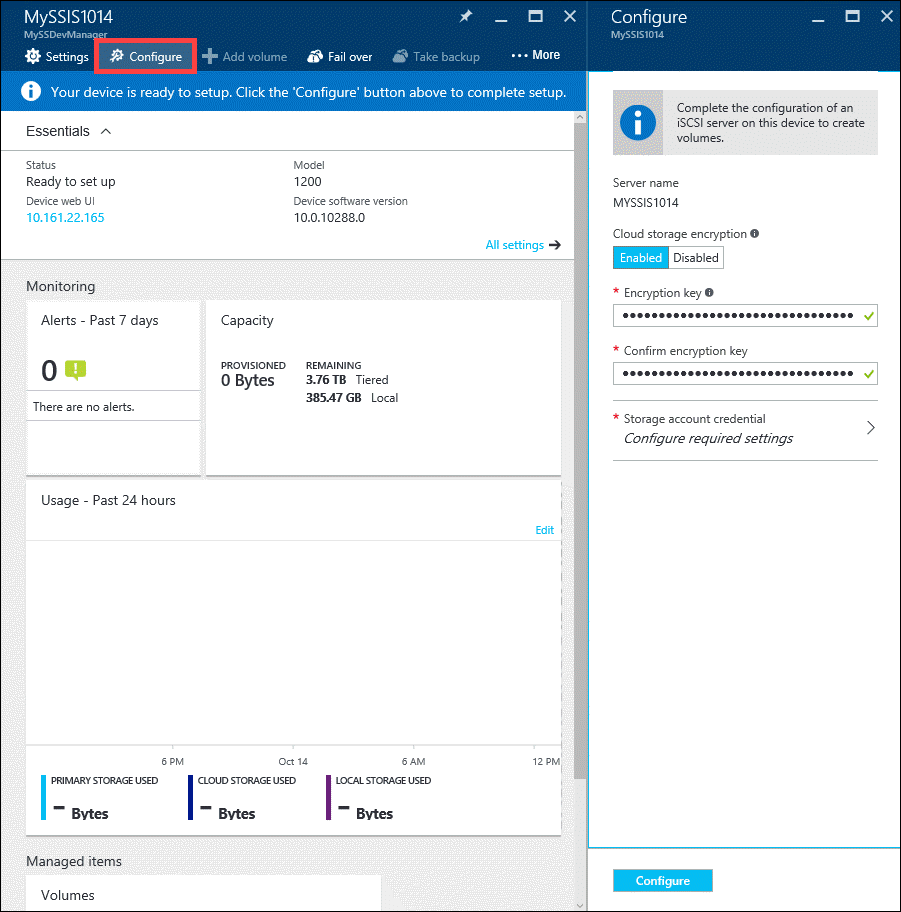 MySSIS1014
MySSDevManager
Settings
Configure
Add volume
Fail over
Take backup
More
Your device is ready to setup. Click the 'Configure' button above to complete setup.
Essentials
Status
Ready to set up
Model
1200
Device web UI
10.161.22.165
Device software version
10.0.10288.0
All settings
Monitoring
Alerts - Past 7 days
0
There are no alerts.
Capacity
PROVISIONED
0 Bytes
REMAINING
3.76 TB Tiered
385.47 GB Local
Usage - Past 24 hours
Edit
6 PM
Oct 14
6 AM
12 PM
PRIMARY STORAGE USED
-- Bytes
CLOUD STORAGE USED
-- Bytes
LOCAL STORAGE USED
-- Bytes
Managed items
Volumes
Configure
MySSIS1014
Complete the configuration of an
iSCSI server on this device to create
volumes.
Server name
MYSSIS1014
Cloud storage encryption
Enabled Disabled
* Encryption key
* Confirm encryption key
* Storage account credential
Configure required settings
Configure